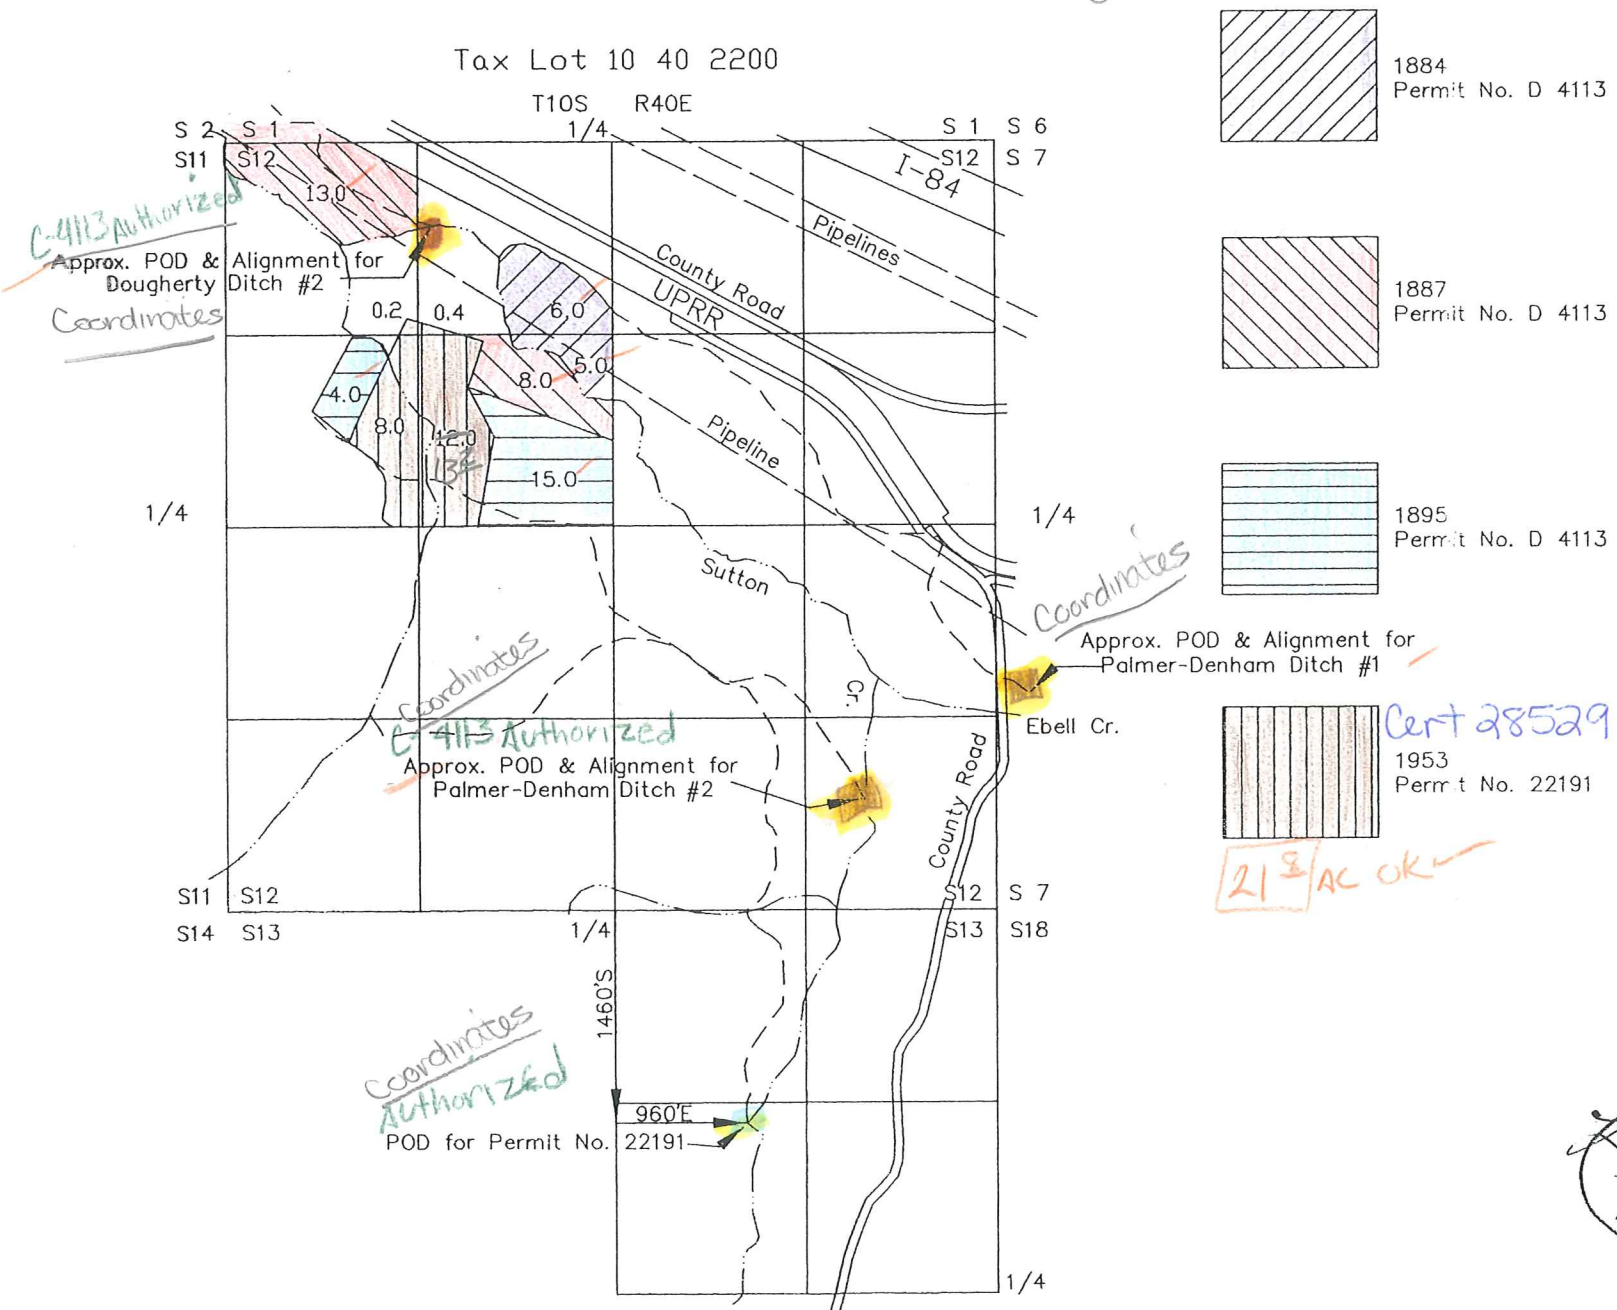 Tax Lot 10 40 2200
T10S R40E
S 2 S 1 1/4 S 1 S 6
S11 S12 S12 S 7
I-84
13.0
C-4113 Authorized
Approx. POD & Alignment for
Dougherty Ditch #2
Coordinates
Pipelines
County Road
UPRR
0.2 0.4 6.0
5.0
8.0
4.0
8.0 12.0
15.0
Pipeline
1/4 1/4
Sutton
Cr.
Coordinates
Approx. POD & Alignment for
Palmer-Denham Ditch #1
Ebell Cr.
Coordinates
C-4113 Authorized
Approx. POD & Alignment for
Palmer-Denham Ditch #2
County Road
S11 S12 S12 S 7
S14 S13 1/4 S13 S18
1460'S
Coordinates
Authorized
960'E
POD for Permit No. 22191
1/4
1884
Permit No. D 4113
1887
Permit No. D 4113
1895
Permit No. D 4113
Cert 28529
1953
Permit No. 22191
AC OK